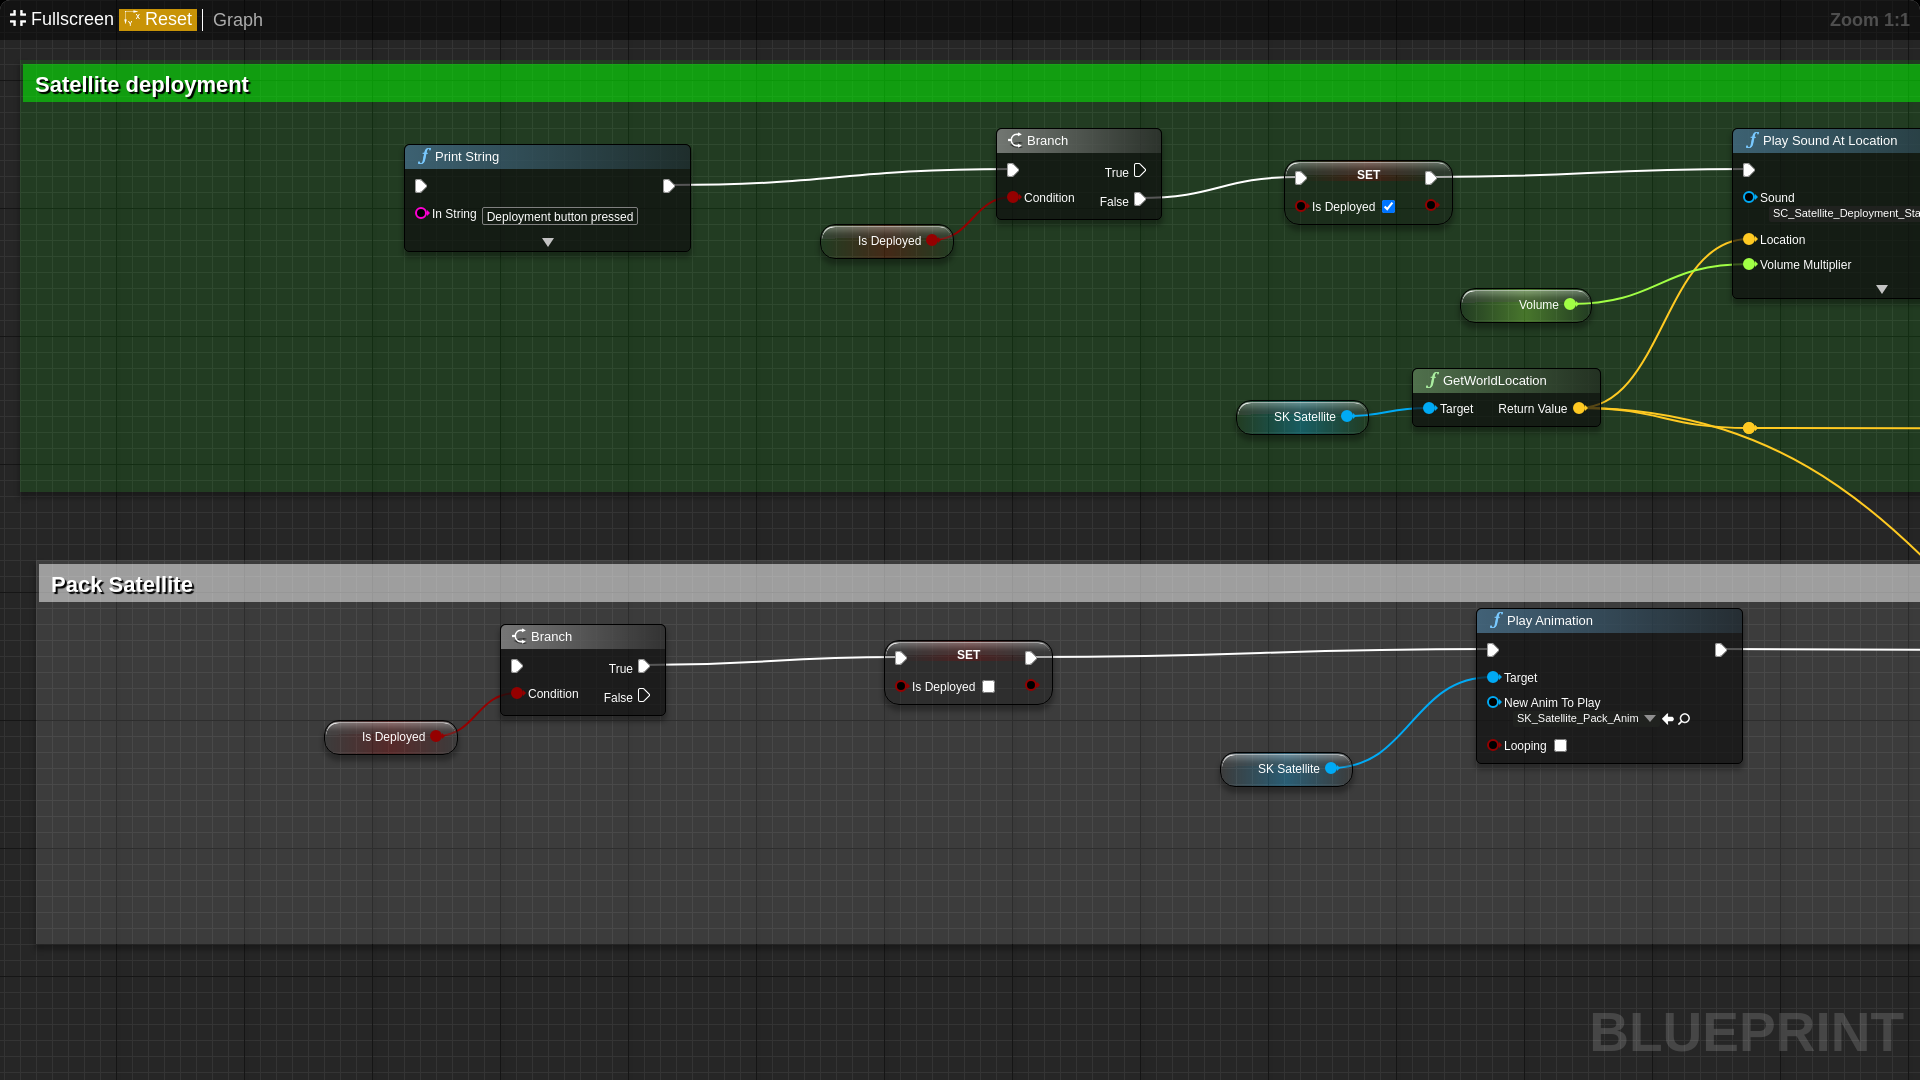 Fullscreen Reset Graph
Zoom 1:1
Satellite deployment
Print String
In String Deployment button pressed
Is Deployed
Branch
True
Condition
False
SET
Is Deployed
Play Sound At Location
Sound
SC_Satellite_Deployment_Sta
Location
Volume Multiplier
Volume
SK Satellite
GetWorldLocation
Target Return Value
Pack Satellite
Branch
True
Condition
False
Is Deployed
SET
Is Deployed
SK Satellite
Play Animation
Target
New Anim To Play
SK_Satellite_Pack_Anim
Looping
BLUEPRINT